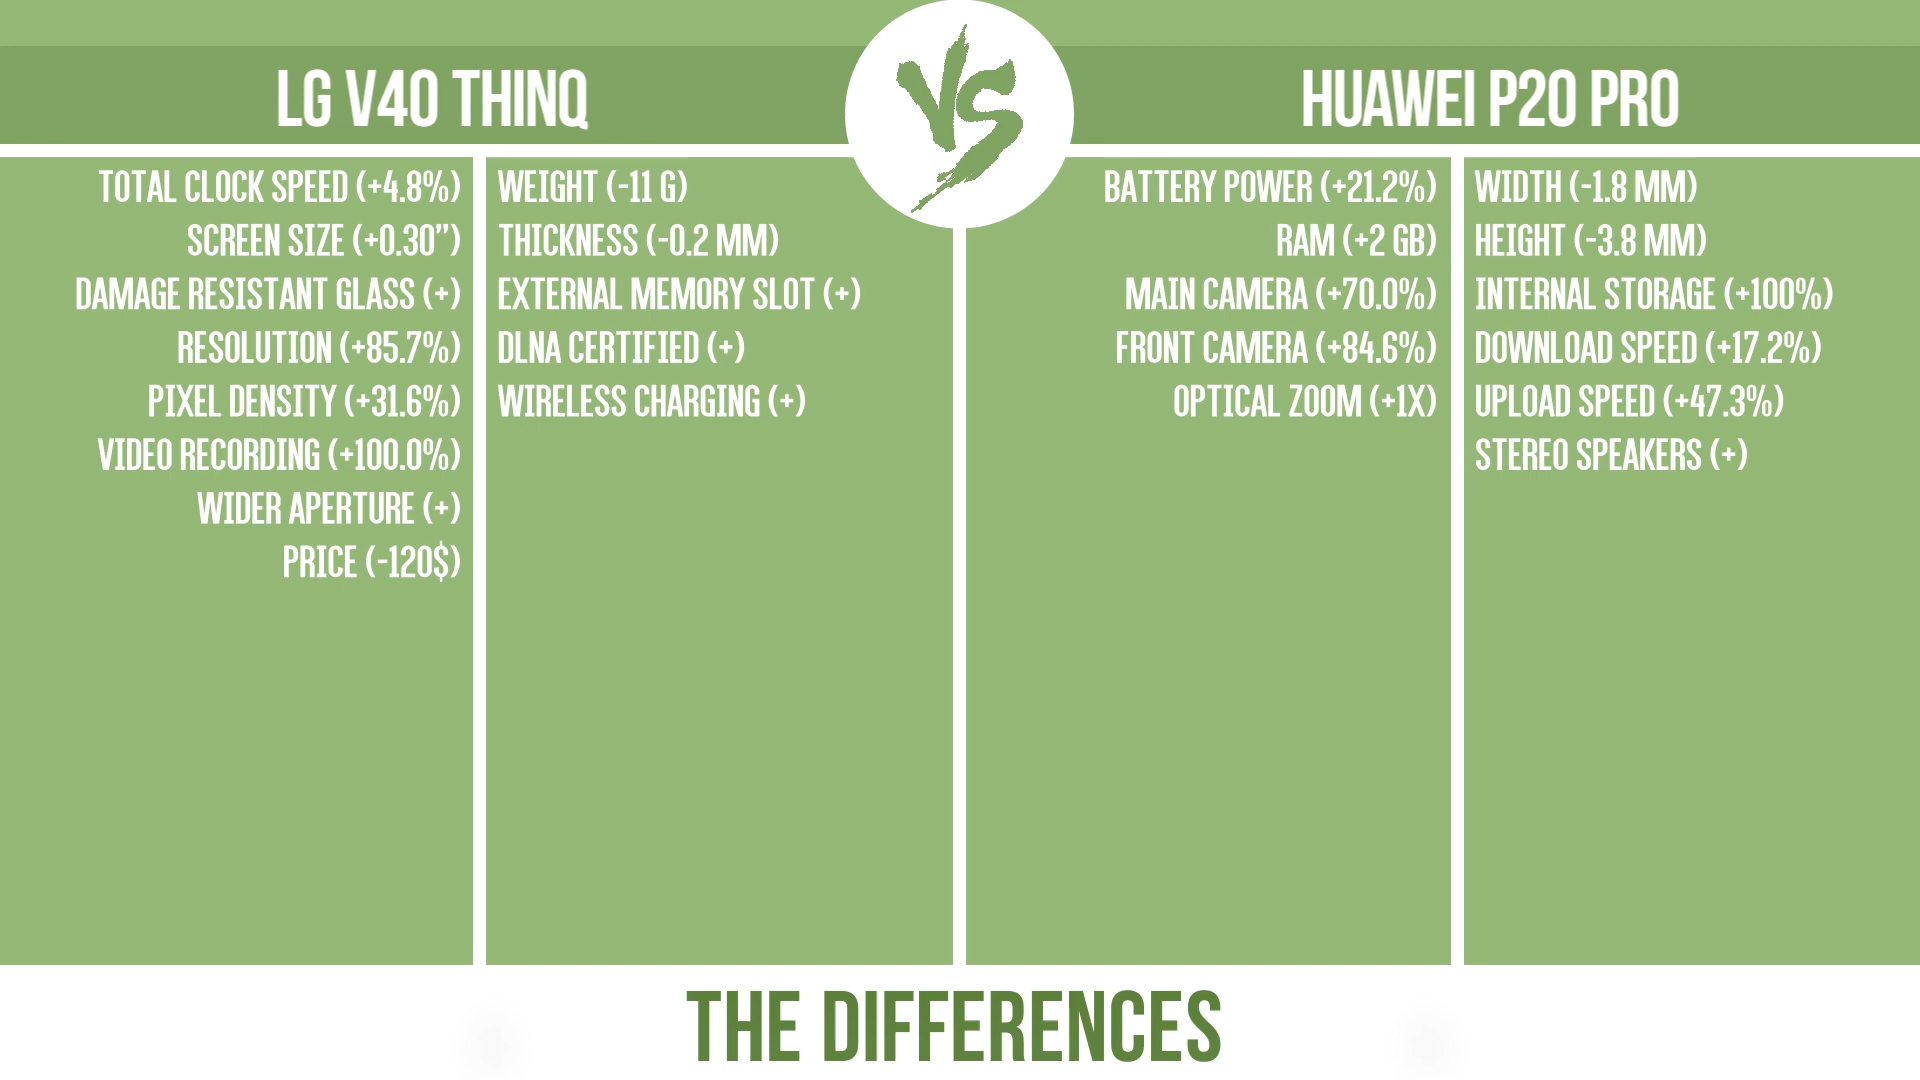 LG V40 THINQ
VS
HUAWEI P20 PRO
TOTAL CLOCK SPEED (+4.8%)
SCREEN SIZE (+0.30”)
DAMAGE RESISTANT GLASS (+)
RESOLUTION (+85.7%)
PIXEL DENSITY (+31.6%)
VIDEO RECORDING (+100.0%)
WIDER APERTURE (+)
PRICE (-120$)
WEIGHT (-11 G)
THICKNESS (-0.2 MM)
EXTERNAL MEMORY SLOT (+)
DLNA CERTIFIED (+)
WIRELESS CHARGING (+)
BATTERY POWER (+21.2%)
RAM (+2 GB)
MAIN CAMERA (+70.0%)
FRONT CAMERA (+84.6%)
OPTICAL ZOOM (+1X)
WIDTH (-1.8 MM)
HEIGHT (-3.8 MM)
INTERNAL STORAGE (+100%)
DOWNLOAD SPEED (+17.2%)
UPLOAD SPEED (+47.3%)
STEREO SPEAKERS (+)
THE DIFFERENCES